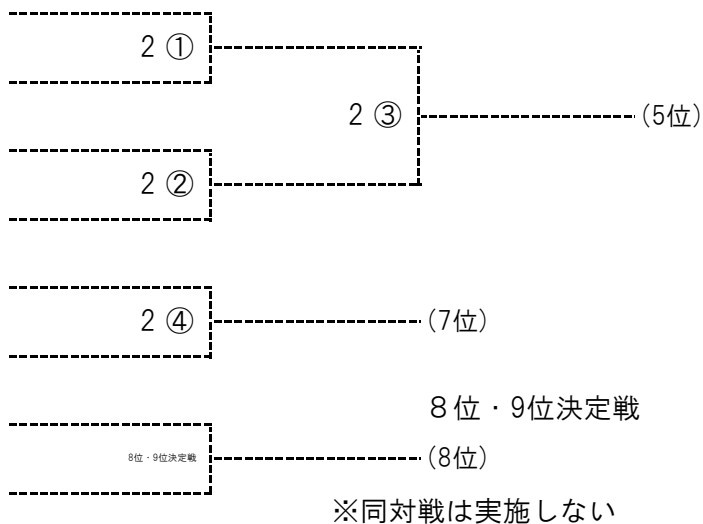 2 ①
2 ③
(5位)
2 ②
2 ④
(7位)
８位・9位決定戦
8位・9位決定戦
(8位)
※同対戦は実施しない